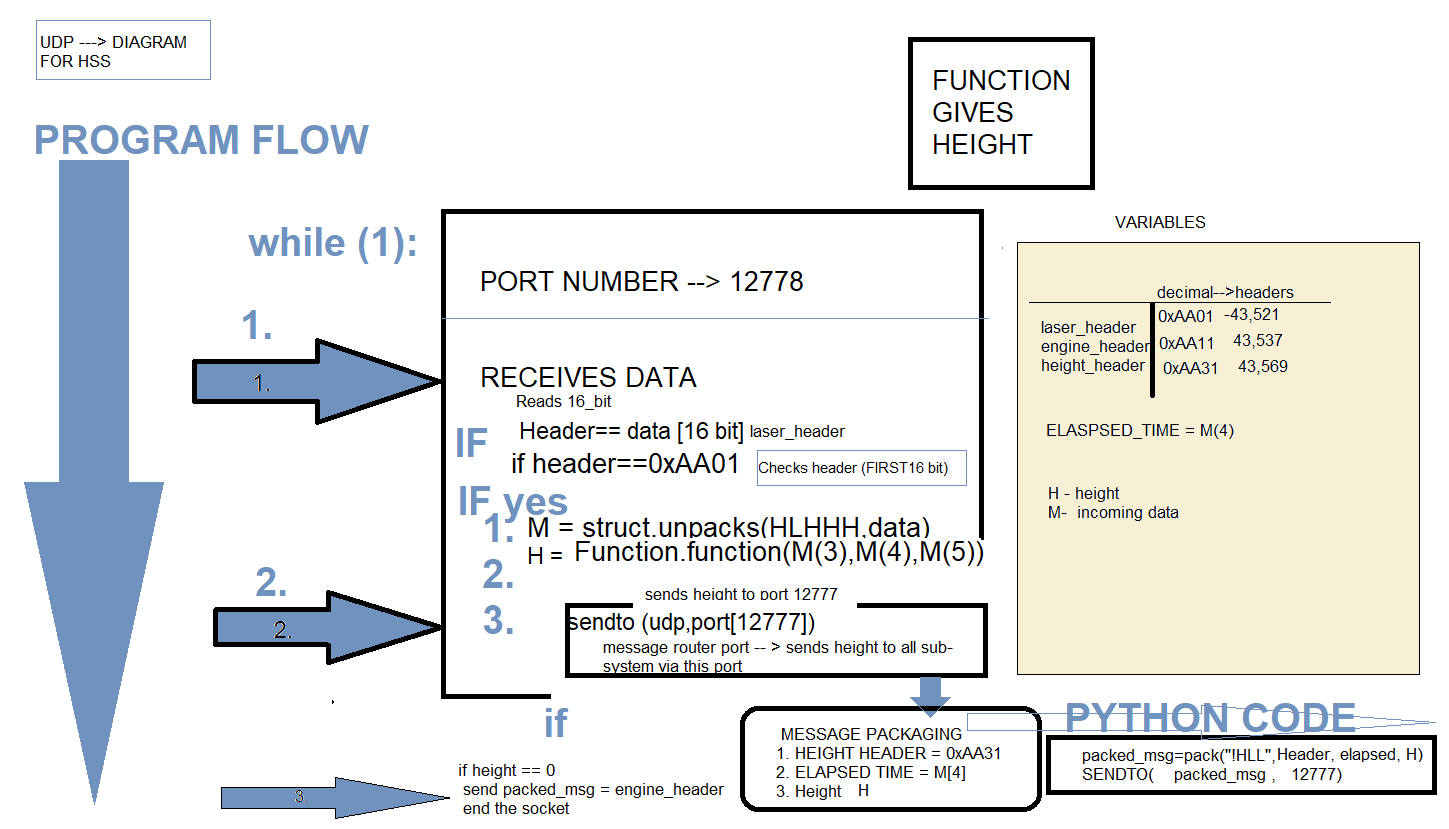 UDP ---> DIAGRAM
FOR HSS
PROGRAM FLOW
FUNCTION
GIVES
HEIGHT
while (1):
PORT NUMBER --> 12778
1.
1.
RECEIVES DATA
Reads 16_bit
IF
Header== data [16 bit] laser_header
if header==0xAA01
Checks header (FIRST16 bit)
IF yes
1. M = struct.unpacks(HLHHH,data)
H = Function.function(M(3),M(4),M(5))
2.
2.
2.
sends height to port 12777
3. sendto (udp,port[12777])
message router port -- > sends height to all sub-
system via this port
VARIABLES
decimal-->headers
laser_header 0xAA01 -43,521
engine_header 0xAA11 43,537
height_header 0xAA31 43,569
ELASPSED_TIME = M(4)
H - height
M- incoming data
if
if height == 0
send packed_msg = engine_header
end the socket
3.
MESSAGE PACKAGING
1. HEIGHT HEADER = 0xAA31
2. ELAPSED TIME = M[4]
3. Height H
PYTHON CODE
packed_msg=pack("!HLL",Header, elapsed, H)
SENDTO( packed_msg , 12777)